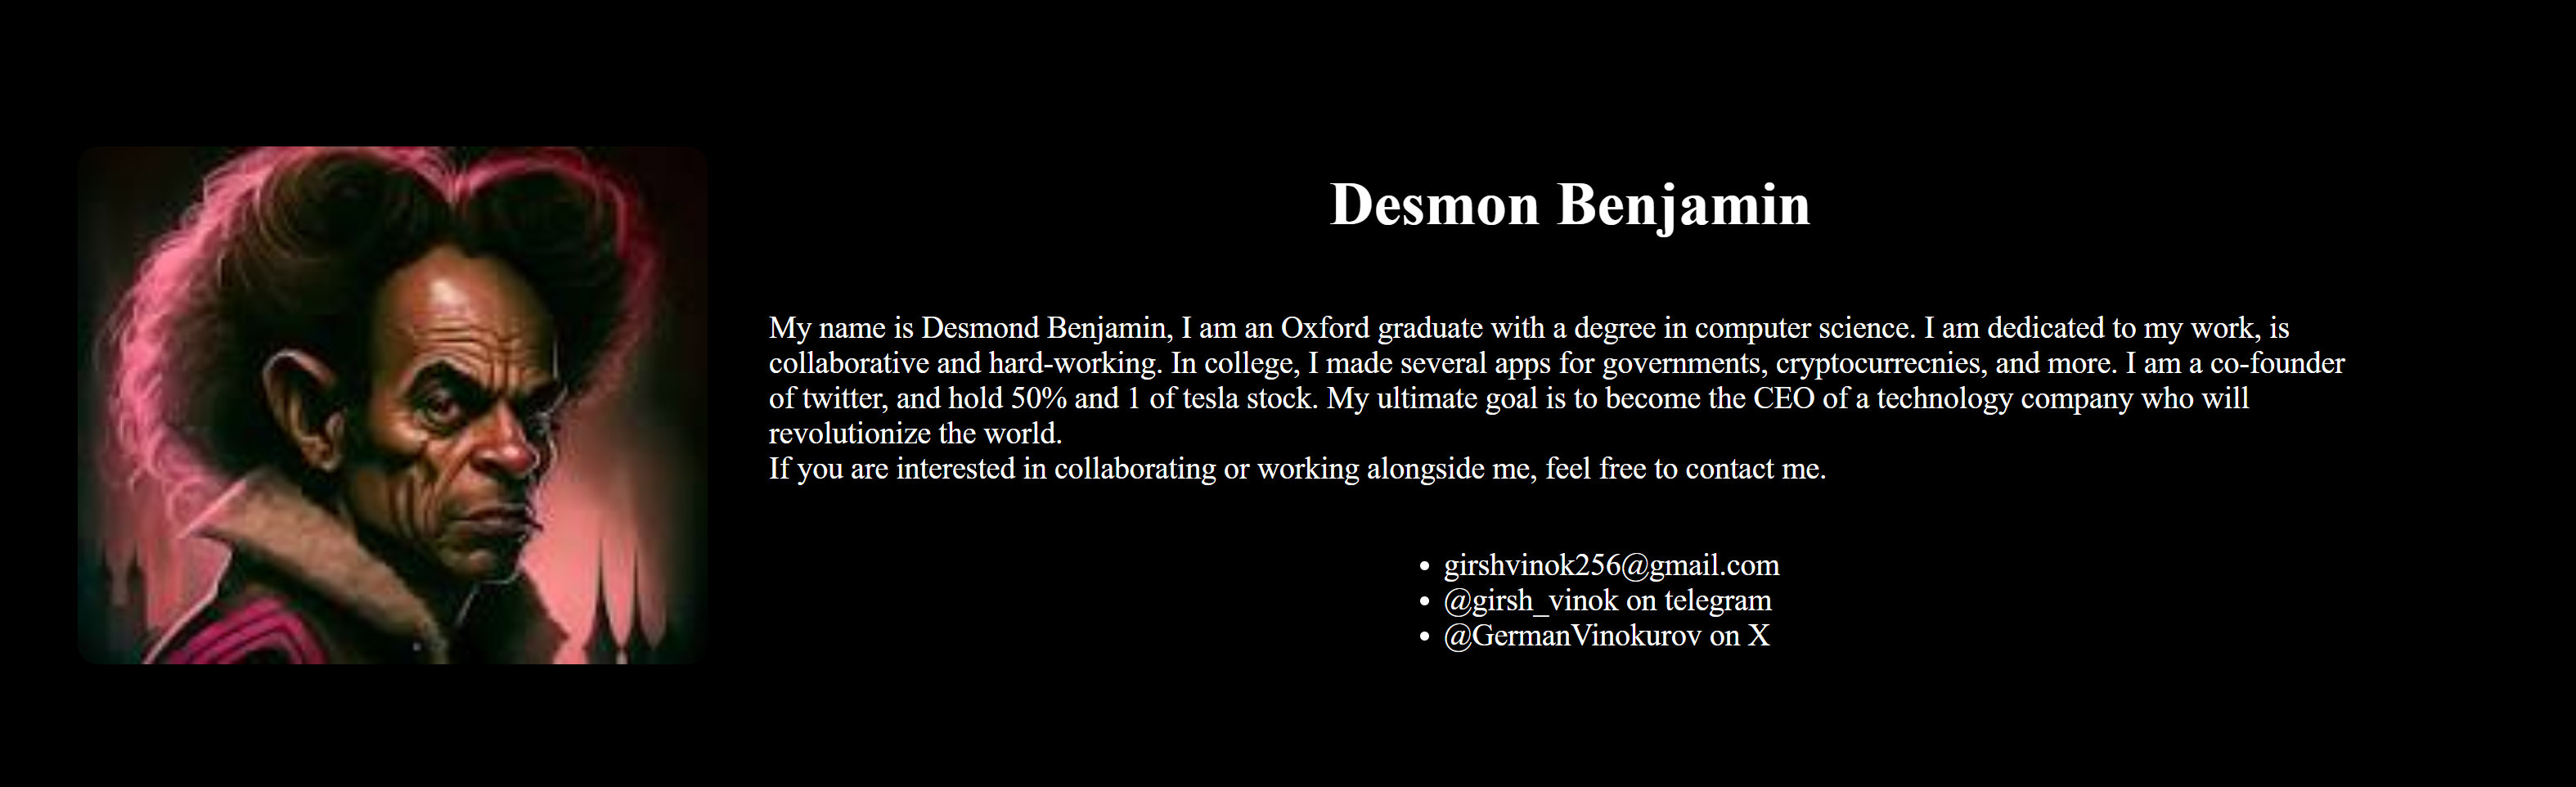 Desmon Benjamin
My name is Desmond Benjamin, I am an Oxford graduate with a degree in computer science. I am dedicated to my work, is
collaborative and hard-working. In college, I made several apps for governments, cryptocurrecnies, and more. I am a co-founder
of twitter, and hold 50% and 1 of tesla stock. My ultimate goal is to become the CEO of a technology company who will
revolutionize the world.
If you are interested in collaborating or working alongside me, feel free to contact me.
• girshvinok256@gmail.com
• @girsh_vinok on telegram
• @GermanVinokurov on X